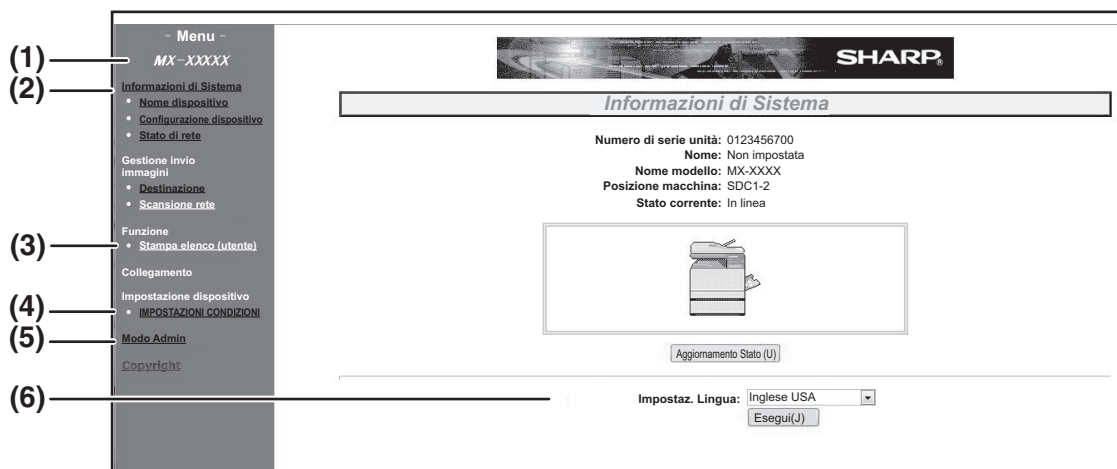 - Menu -
(1)
MX-XXXXX
(2)
Informazioni di Sistema
• Nome dispositivo
• Configurazione dispositivo
• Stato di rete
Gestione invio
immagini
• Destinazione
• Scansione rete
Funzione
(3)
• Stampa elenco (utente)
Collegamento
Impostazione dispositivo
(4)
• IMPOSTAZIONI CONDIZIONI
(5)
Modo Admin
Copyright
(6)
SHARP®
Informazioni di Sistema
Numero di serie unità: 0123456700
Nome: Non impostata
Nome modello: MX-XXXX
Posizione macchina: SDC1-2
Stato corrente: In linea
Aggiornamento Stato (U)
Impostaz. Lingua: Inglese USA
Esegui(J)